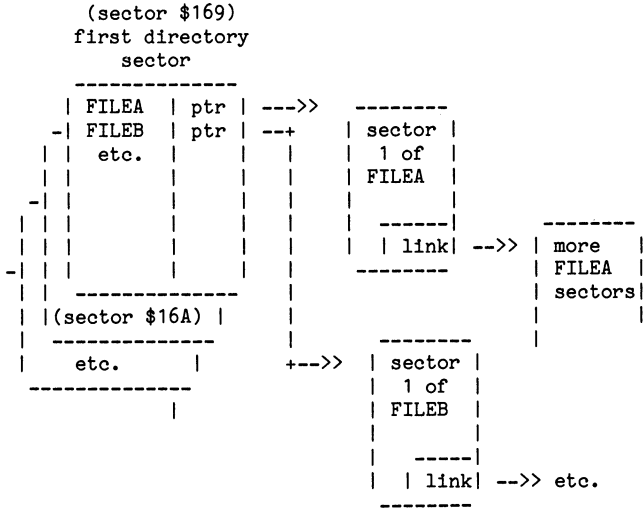 (sector $169)
first directory
sector
FILEA ptr
FILEB ptr
etc.
sector
1 of
FILEA
link
more
FILEA
sectors
(sector $16A)
etc.
sector
1 of
FILEB
link
etc.